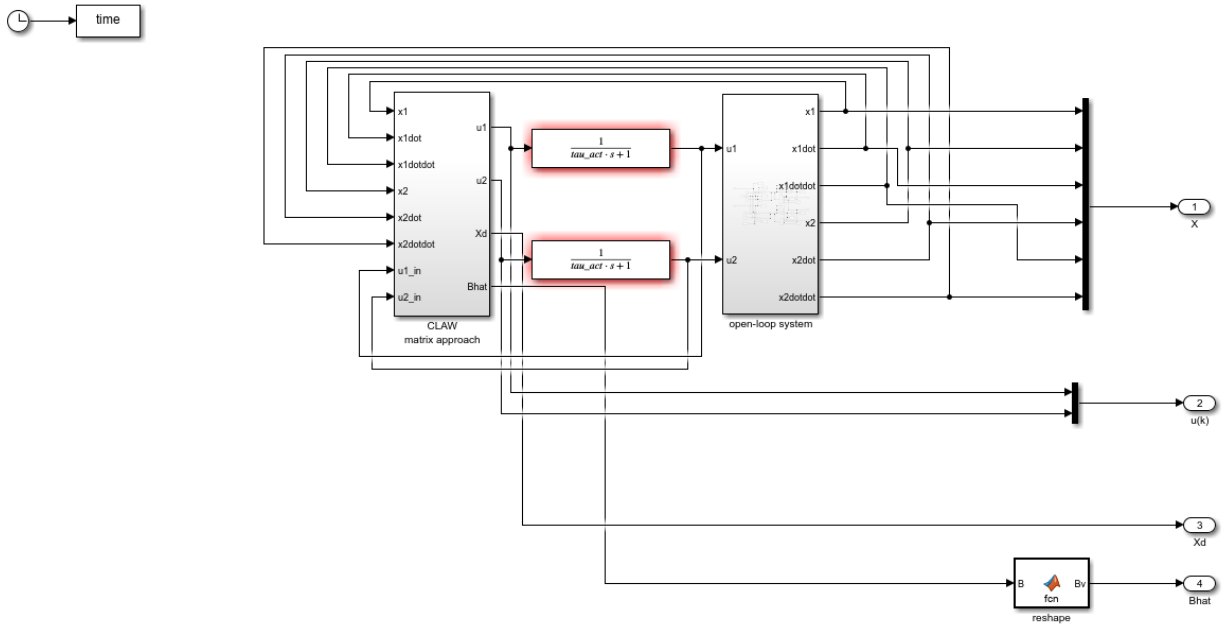 time
x1
x1dot
x1dotdot
x2
x2dot
x2dotdot
u1_in
u2_in
u1
u2
Xd
Bhat
CLAW
matrix approach
1
tau_act · s + 1
1
tau_act · s + 1
u1
u2
x1
x1dot
x1dotdot
x2
x2dot
x2dotdot
open-loop system
1
X
2
u(k)
3
Xd
B
fcn
Bv
reshape
4
Bhat